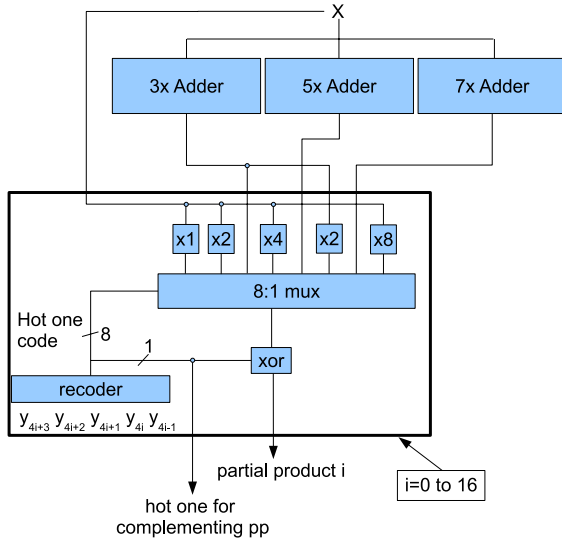 X
3x Adder
5x Adder
7x Adder
x1
x2
x4
x2
x8
8:1 mux
Hot one
code
8
1
xor
recoder
y4i+3 y4i+2 y4i+1 y4i y4i-1
partial product i
i=0 to 16
hot one for
complementing pp